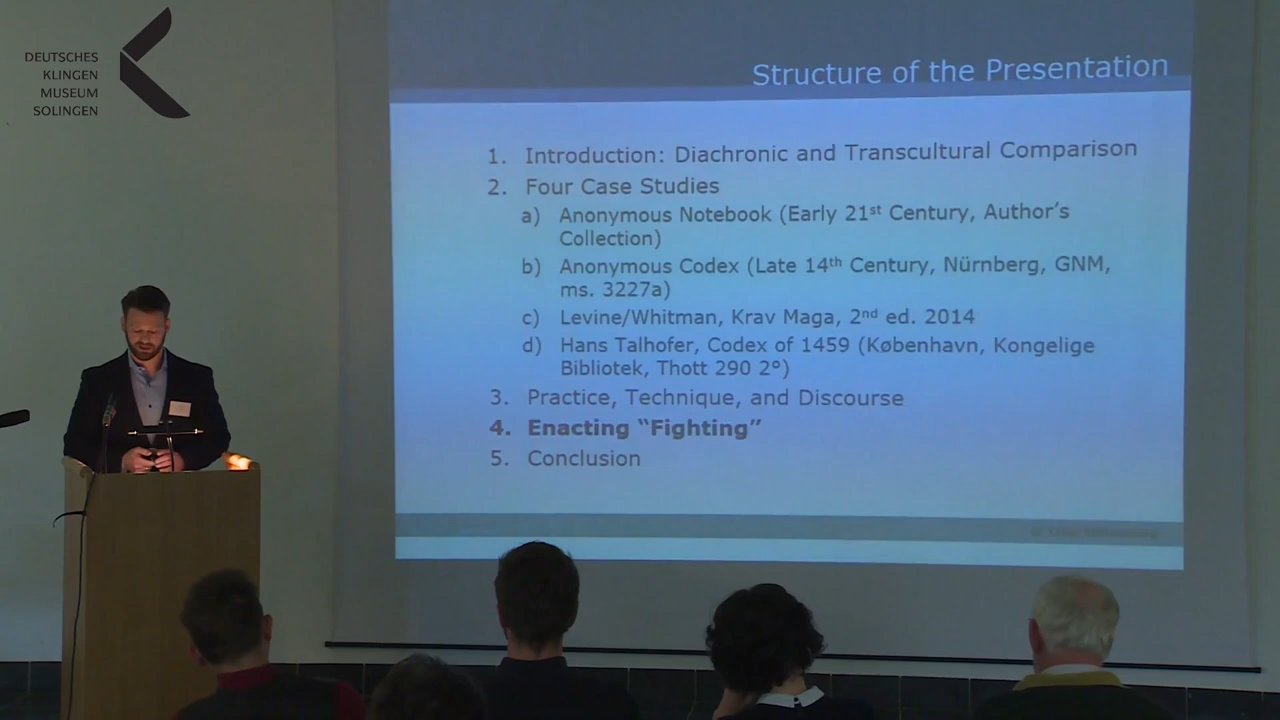 DEUTSCHES
KLINGEN
MUSEUM
SOLINGEN
Structure of the Presentation
1. Introduction: Diachronic and Transcultural Comparison
2. Four Case Studies
a) Anonymous Notebook (Early 21st Century, Author’s
Collection)
b) Anonymous Codex (Late 14th Century, Nürnberg, GNM,
ms. 3227a)
c) Levine/Whitman, Krav Maga, 2nd ed. 2014
d) Hans Talhofer, Codex of 1459 (København, Kongelige
Bibliotek, Thott 290 2°)
3. Practice, Technique, and Discourse
4. Enacting “Fighting”
5. Conclusion